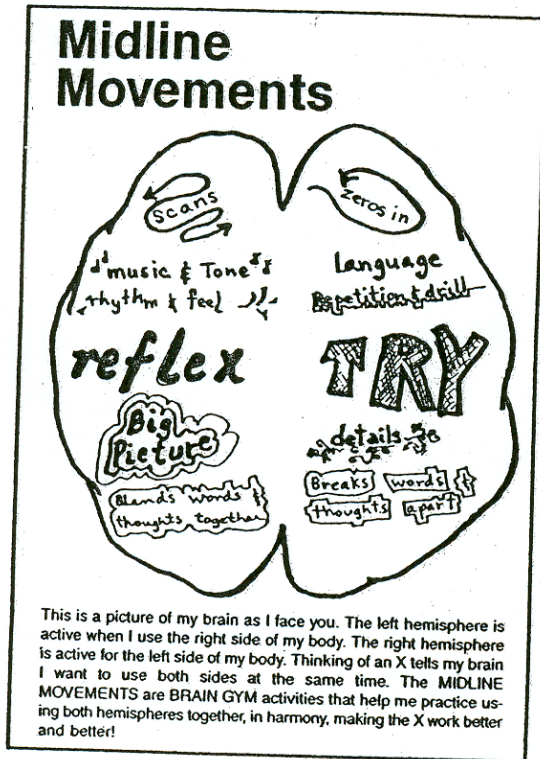 Midline
Movements
scans
zeros in
music & Tone
rhythm & feel
Language
Repetition & drill
reflex
TRY
Big
Picture
details
Blends words &
thoughts together
Breaks words &
thoughts apart
This is a picture of my brain as I face you. The left hemisphere is
active when I use the right side of my body. The right hemisphere
is active for the left side of my body. Thinking of an X tells my brain
I want to use both sides at the same time. The MIDLINE
MOVEMENTS are BRAIN GYM activities that help me practice us-
ing both hemispheres together, in harmony, making the X work better
and better!